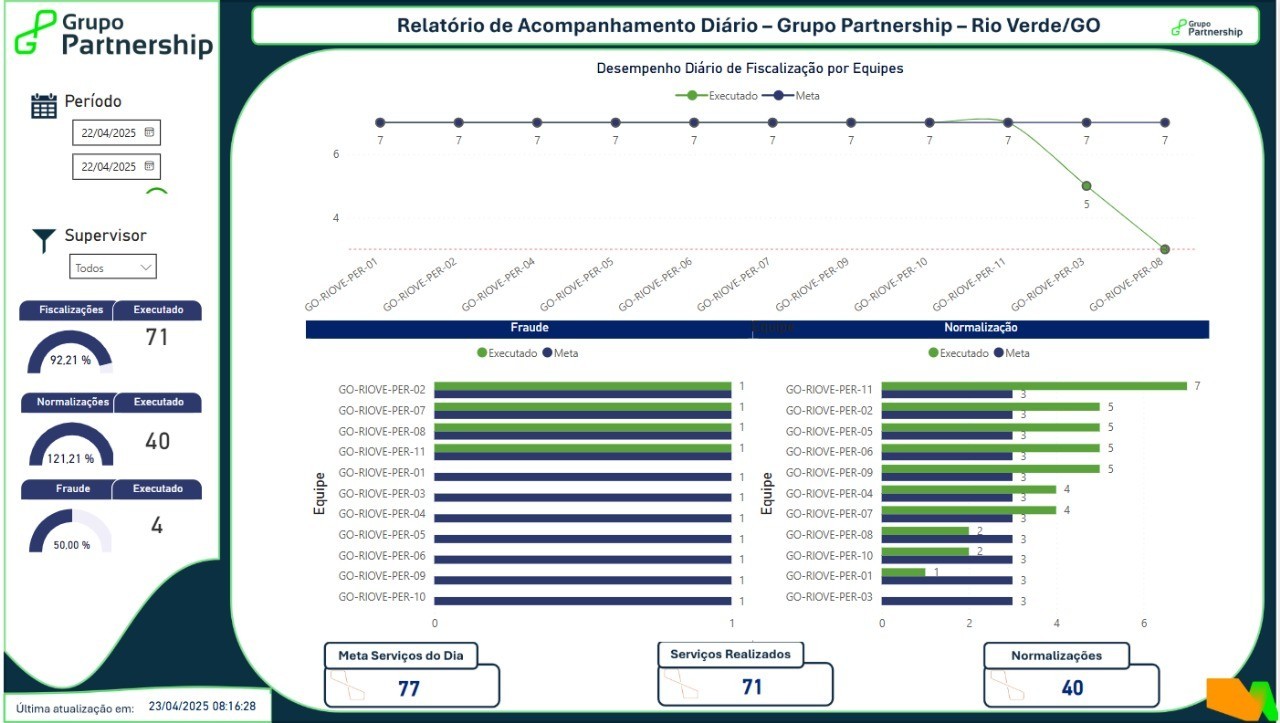 Grupo
Partnership
Relatório de Acompanhamento Diário – Grupo Partnership – Rio Verde/GO
Grupo
Partnership
Período
22/04/2025
22/04/2025
Supervisor
Todos
Fiscalizações Executado
71
92,21 %
Normalizações Executado
40
121,21 %
Fraude Executado
4
50,00 %
Última atualização em: 23/04/2025 08:16:28
Desempenho Diário de Fiscalização por Equipes
Executado Meta
7 7 7 7 7 7 7 7 7 7 7
6
5
4
GO-RIOVE-PER-01 GO-RIOVE-PER-02 GO-RIOVE-PER-04 GO-RIOVE-PER-05 GO-RIOVE-PER-06 GO-RIOVE-PER-07 GO-RIOVE-PER-09 GO-RIOVE-PER-10 GO-RIOVE-PER-11 GO-RIOVE-PER-03 GO-RIOVE-PER-08
Fraude
Executado Meta
Equipe
GO-RIOVE-PER-02 1
GO-RIOVE-PER-07 1
GO-RIOVE-PER-08 1
GO-RIOVE-PER-11 1
GO-RIOVE-PER-01 1
GO-RIOVE-PER-03 1
GO-RIOVE-PER-04 1
GO-RIOVE-PER-05 1
GO-RIOVE-PER-06 1
GO-RIOVE-PER-09 1
GO-RIOVE-PER-10 1
0 1
Equipe
Normalização
Executado Meta
Equipe
GO-RIOVE-PER-11 7
3
GO-RIOVE-PER-02 5
3
GO-RIOVE-PER-05 5
3
GO-RIOVE-PER-06 5
3
GO-RIOVE-PER-09 5
3
GO-RIOVE-PER-04 4
3
GO-RIOVE-PER-07 4
3
GO-RIOVE-PER-08 2
3
GO-RIOVE-PER-10 2
3
GO-RIOVE-PER-01 1
3
GO-RIOVE-PER-03 3
0 2 4 6
Meta Serviços do Dia
77
Serviços Realizados
71
Normalizações
40